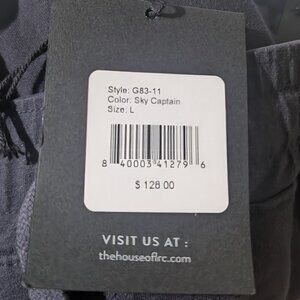 Style: G83-11
Color: Sky Captain
Size: L
8 40003 41279 6
$ 128.00
VISIT US AT :
thehouseoflrc.com